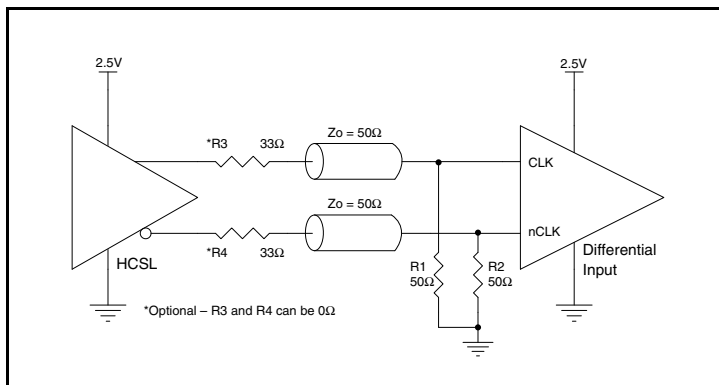 2.5V
2.5V
*R3 33Ω
Zo = 50Ω
CLK
Zo = 50Ω
nCLK
*R4 33Ω
HCSL
R1
50Ω
R2
50Ω
Differential
Input
*Optional – R3 and R4 can be 0Ω